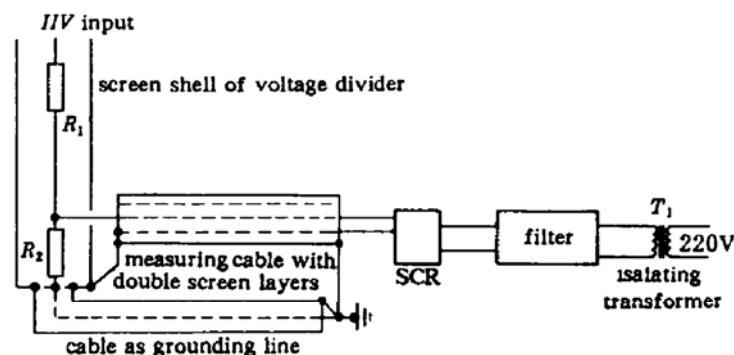 HV input
screen shell of voltage divider
R1
R2
measuring cable with
double screen layers
cable as grounding line
SCR
filter
T1
220V
isalating
transformer